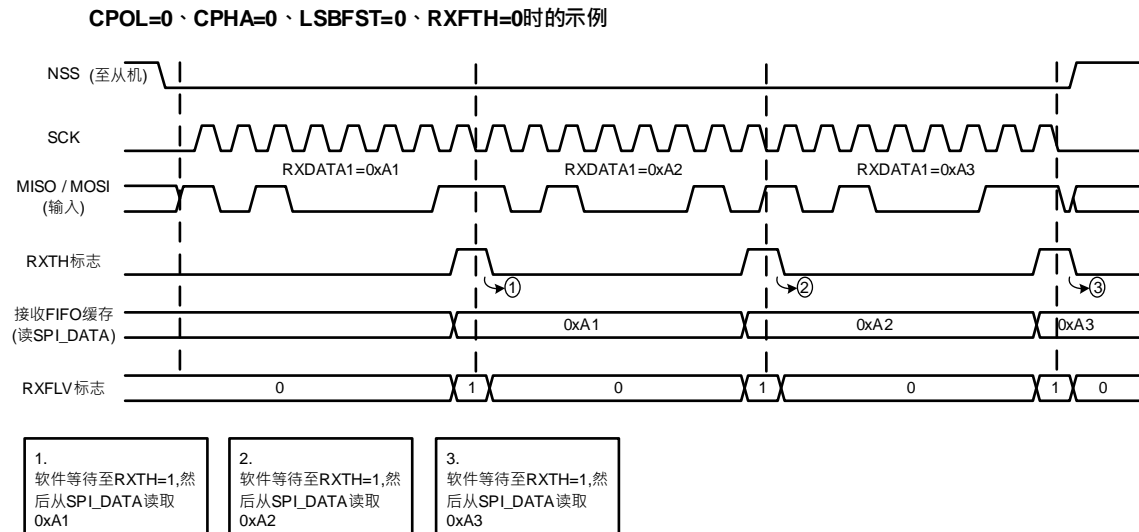 CPOL=0、CPHA=0、LSBFST=0、RXFTH=0时的示例
NSS (至从机)
SCK
RXDATA1=0xA1
RXDATA1=0xA2
RXDATA1=0xA3
MISO / MOSI
(输入)
RXTH标志
1
2
3
接收FIFO缓存
(读SPI_DATA)
0xA1
0xA2
0xA3
RXFLV标志
0
1
0
1
0
1
0
1.
软件等待至RXTH=1,然
后从SPI_DATA读取
0xA1
2.
软件等待至RXTH=1,然
后从SPI_DATA读取
0xA2
3.
软件等待至RXTH=1,然
后从SPI_DATA读取
0xA3